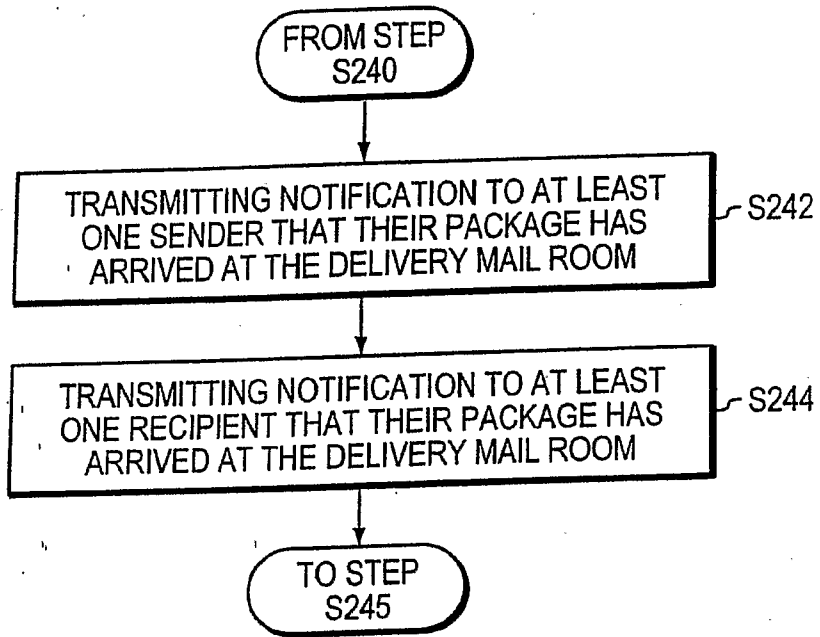 FROM STEP
S240
TRANSMITTING NOTIFICATION TO AT LEAST
ONE SENDER THAT THEIR PACKAGE HAS
ARRIVED AT THE DELIVERY MAIL ROOM
S242
TRANSMITTING NOTIFICATION TO AT LEAST
ONE RECIPIENT THAT THEIR PACKAGE HAS
ARRIVED AT THE DELIVERY MAIL ROOM
S244
TO STEP
S245